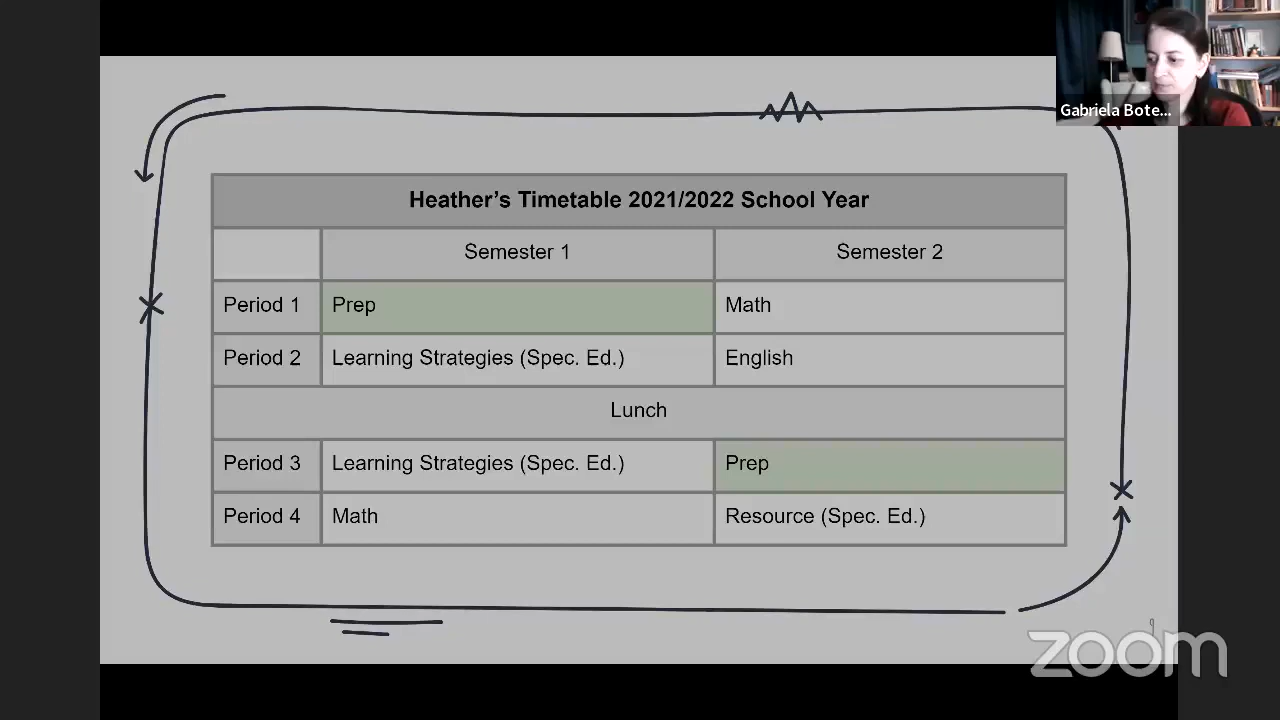 Gabriela Bote...
Heather's Timetable 2021/2022 School Year
Semester 1 Semester 2
Period 1 Prep Math
Period 2 Learning Strategies (Spec. Ed.) English
Lunch
Period 3 Learning Strategies (Spec. Ed.) Prep
Period 4 Math Resource (Spec. Ed.)
9
zoom